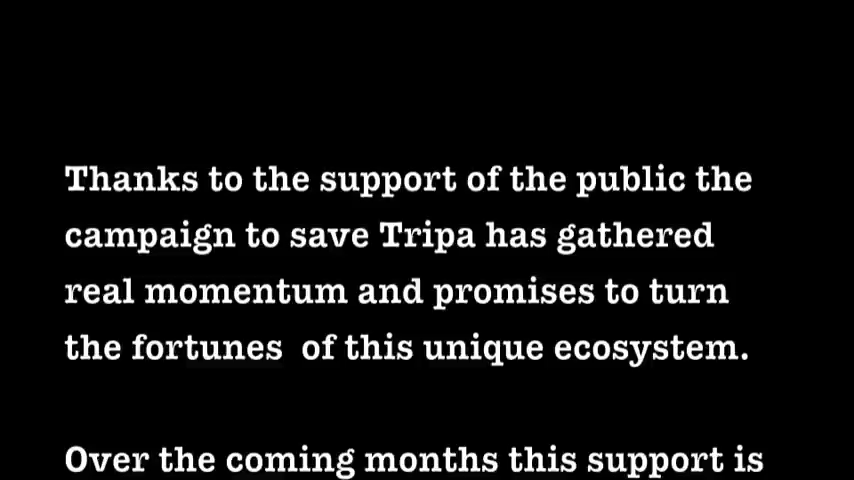 Thanks to the support of the public the
campaign to save Tripa has gathered
real momentum and promises to turn
the fortunes  of this unique ecosystem.
Over the coming months this support is